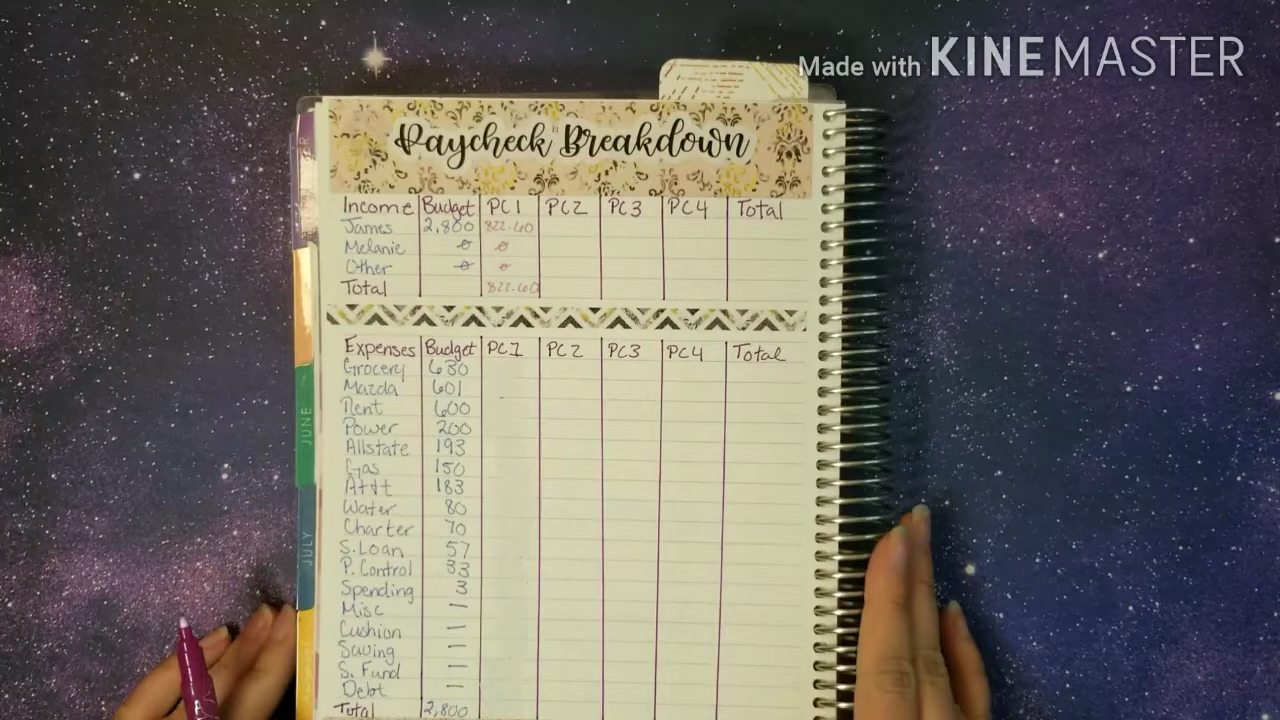 Made with KINEMASTER
Paycheck Breakdown
Income Budget PC1 PC2 PC3 PC4 Total
James 2,800 822.60
Melanie 0 0
Other 0 0
Total 822.60
Expenses Budget PC1 PC2 PC3 PC4 Total
Grocery 630
Mazda 601
Rent 600
Power 200
Allstate 193
Gas 150
At&t 183
Water 80
Charter 70
S. Loan 57
P. Control 33
Spending 3
Misc —
Cushion —
Saving —
S. Fund —
Debt —
Total 2,800
JUNE
JULY